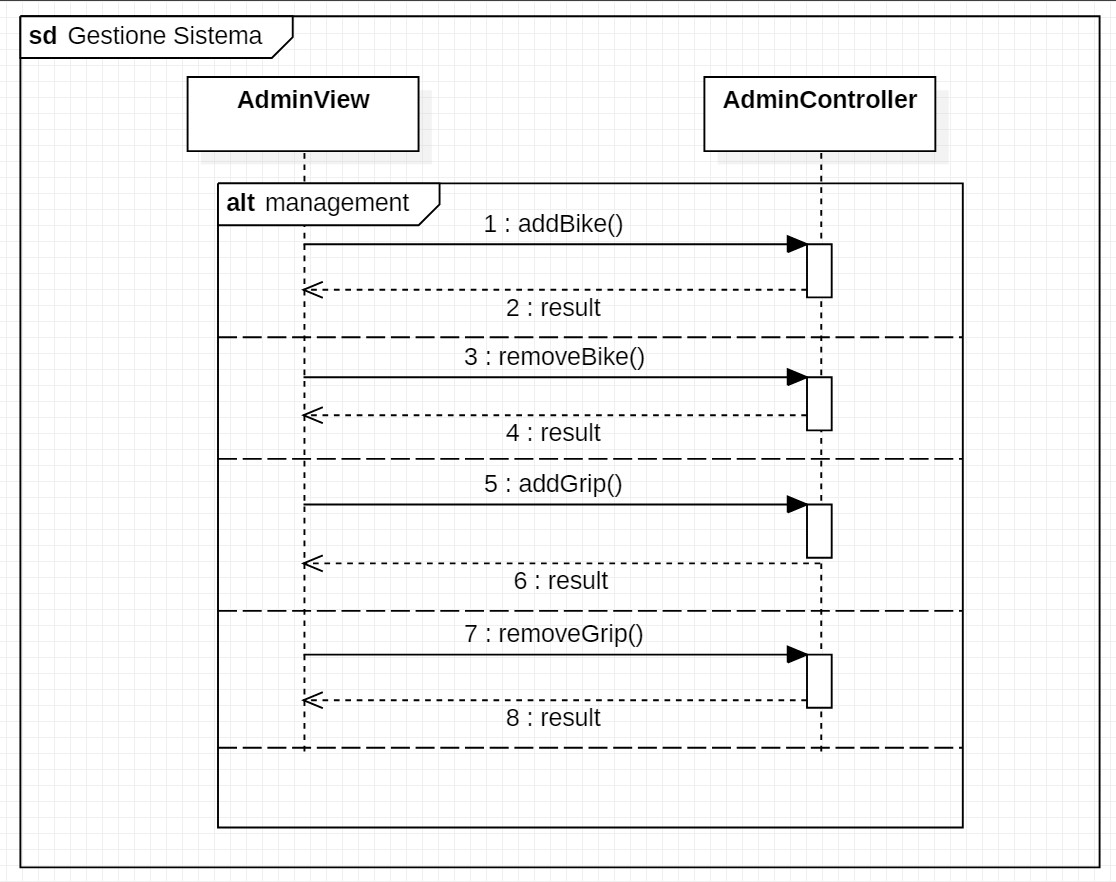 sd Gestione Sistema
AdminView
AdminController
alt management
1 : addBike()
2 : result
3 : removeBike()
4 : result
5 : addGrip()
6 : result
7 : removeGrip()
8 : result